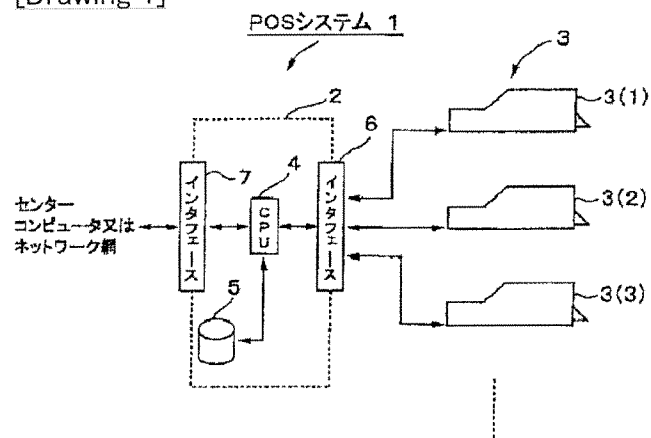 [Drawing 1]
POSシステム 1
3
3(1)
2
6
7
4
3(2)
インタフェース
CPU
インタフェース
センター
コンピュータ又は
ネットワーク網
5
3(3)